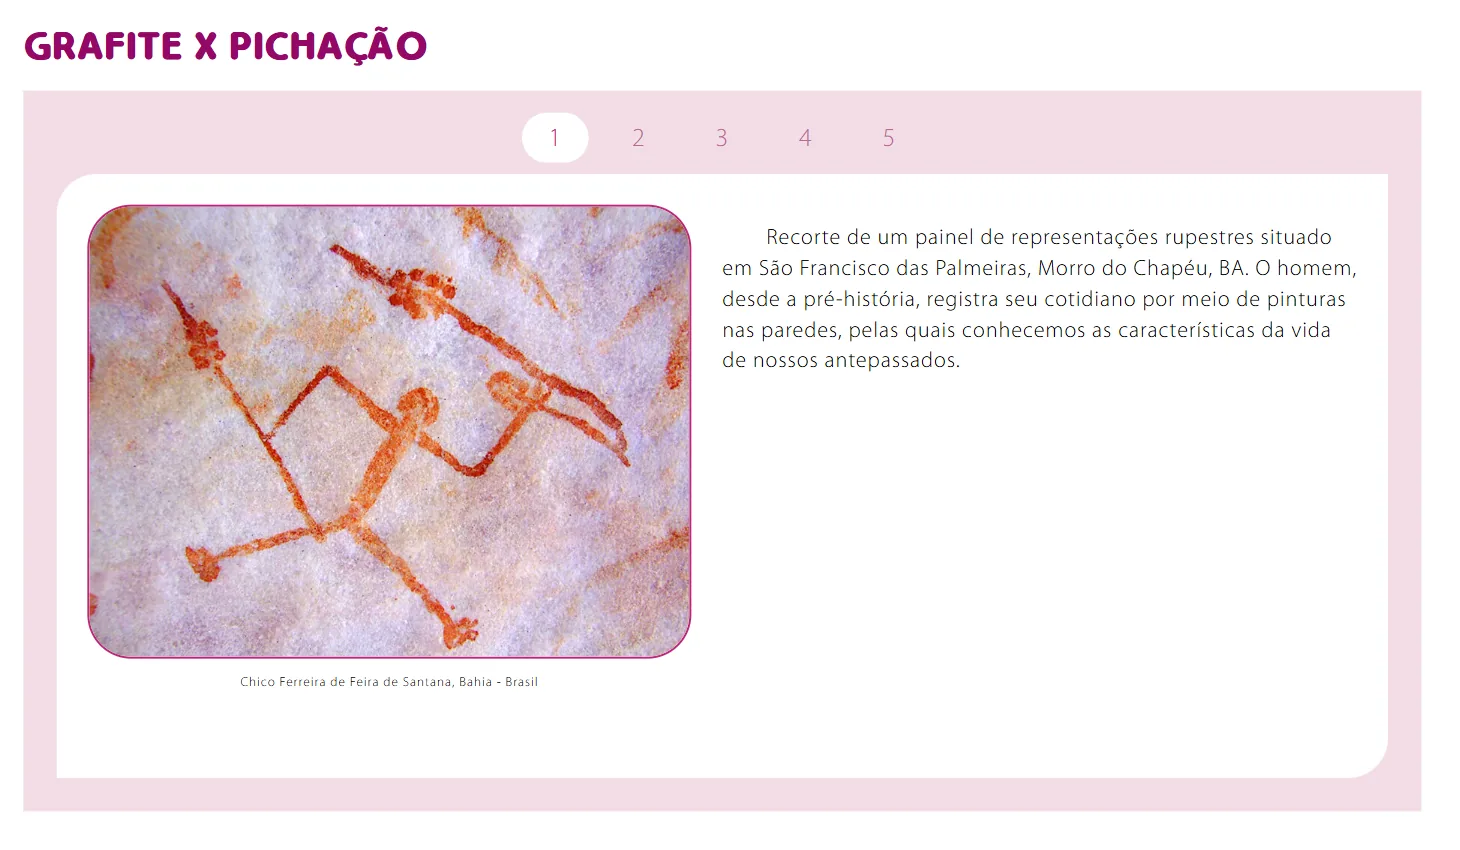 GRAFITE X PICHAÇÃO
1 2 3 4 5
Recorte de um painel de representações rupestres situado
em São Francisco das Palmeiras, Morro do Chapéu, BA. O homem,
desde a pré-história, registra seu cotidiano por meio de pinturas
nas paredes, pelas quais conhecemos as características da vida
de nossos antepassados.
Chico Ferreira de Feira de Santana, Bahia - Brasil